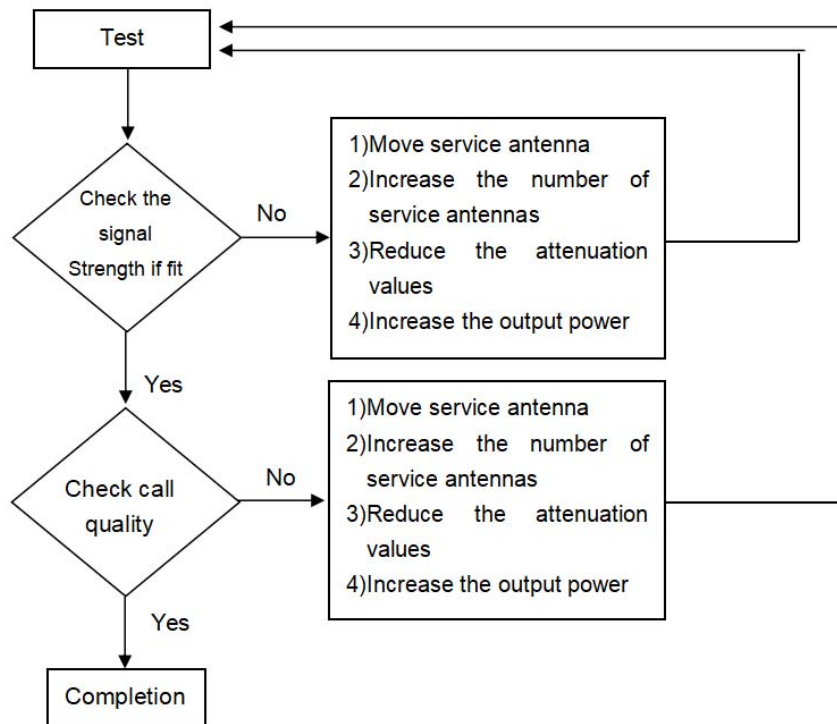 Test
Check the
signal
Strength if fit
No
1)Move service antenna
2)Increase the number of
service antennas
3)Reduce the attenuation
values
4)Increase the output power
Yes
Check call
quality
No
1)Move service antenna
2)Increase the number of
service antennas
3)Reduce the attenuation
values
4)Increase the output power
Yes
Completion